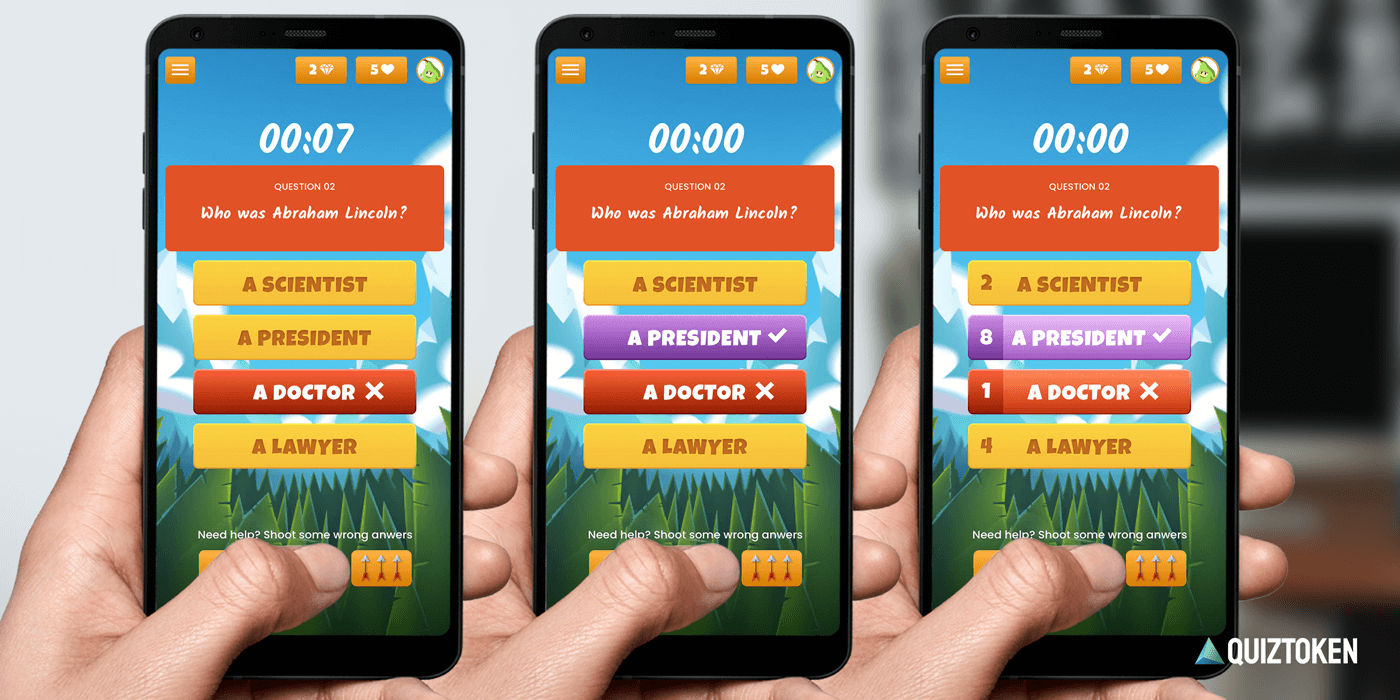 2 5
00:07
QUESTION 02
Who was Abraham Lincoln?
A SCIENTIST
A PRESIDENT
A DOCTOR
A LAWYER
Need help? Shoot some wrong anwers
2 5
00:00
QUESTION 02
Who was Abraham Lincoln?
A SCIENTIST
A PRESIDENT
A DOCTOR
A LAWYER
Need help? Shoot some wrong anwers
2 5
00:00
QUESTION 02
Who was Abraham Lincoln?
2 A SCIENTIST
8 A PRESIDENT
1 A DOCTOR
4 A LAWYER
Need help? Shoot some wrong anwers
QUIZTOKEN